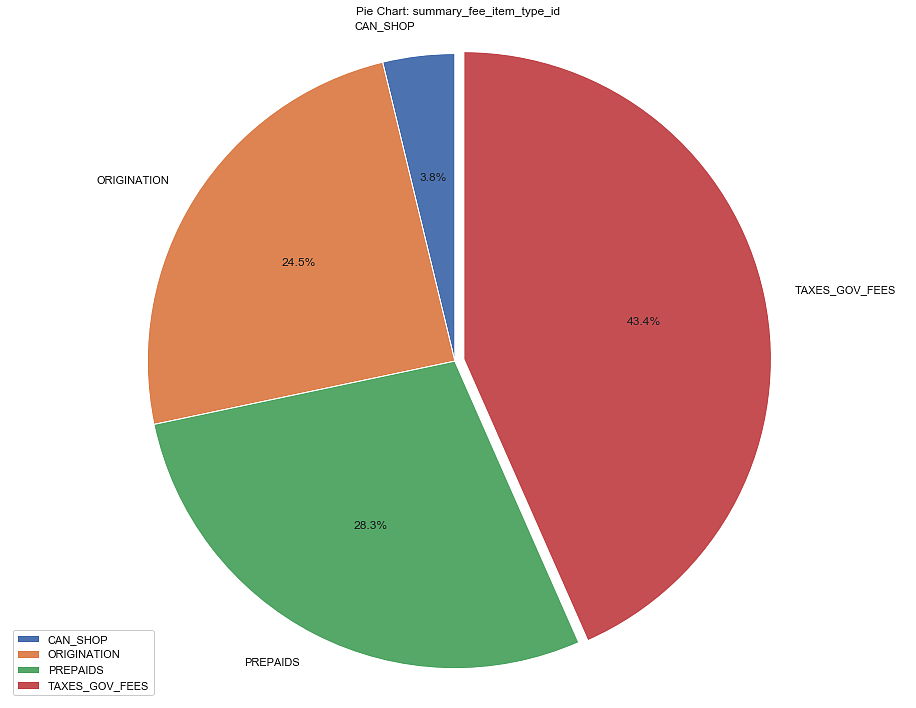 Pie Chart: summary_fee_item_type_id
CAN_SHOP
3.8%
ORIGINATION
24.5%
TAXES_GOV_FEES
43.4%
28.3%
PREPAIDS
CAN_SHOP
ORIGINATION
PREPAIDS
TAXES_GOV_FEES